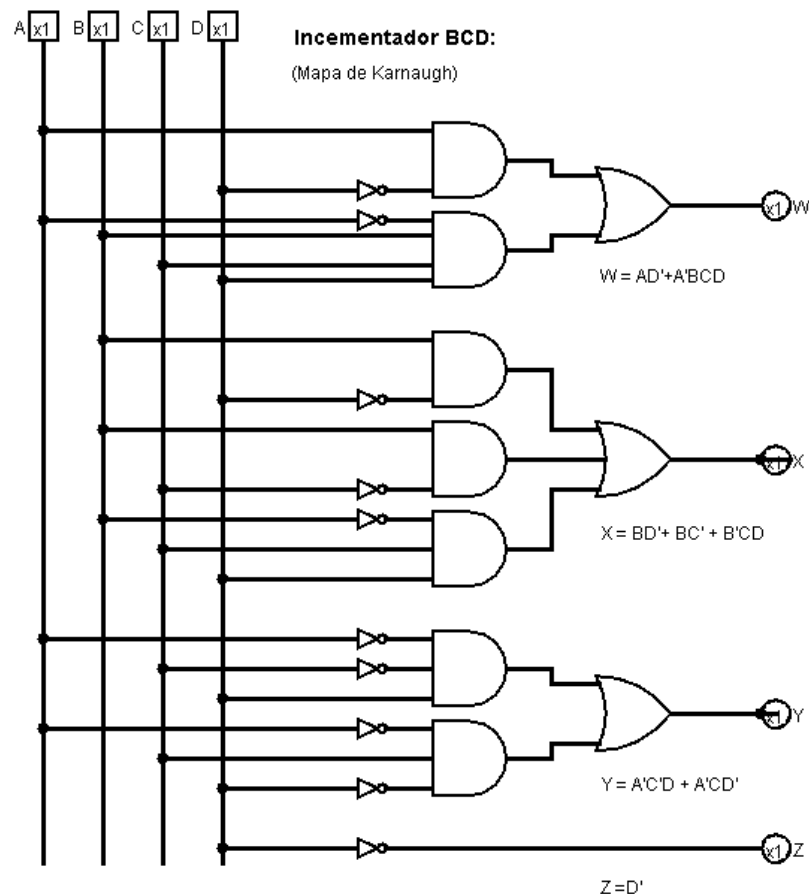 A x1 B x1 C x1 D x1
Incementador BCD:
(Mapa de Karnaugh)
x1 W
W = AD'+A'BCD
x1 X
X = BD'+ BC' + B'CD
x1 Y
Y = A'C'D + A'CD'
x1 Z
Z =D'